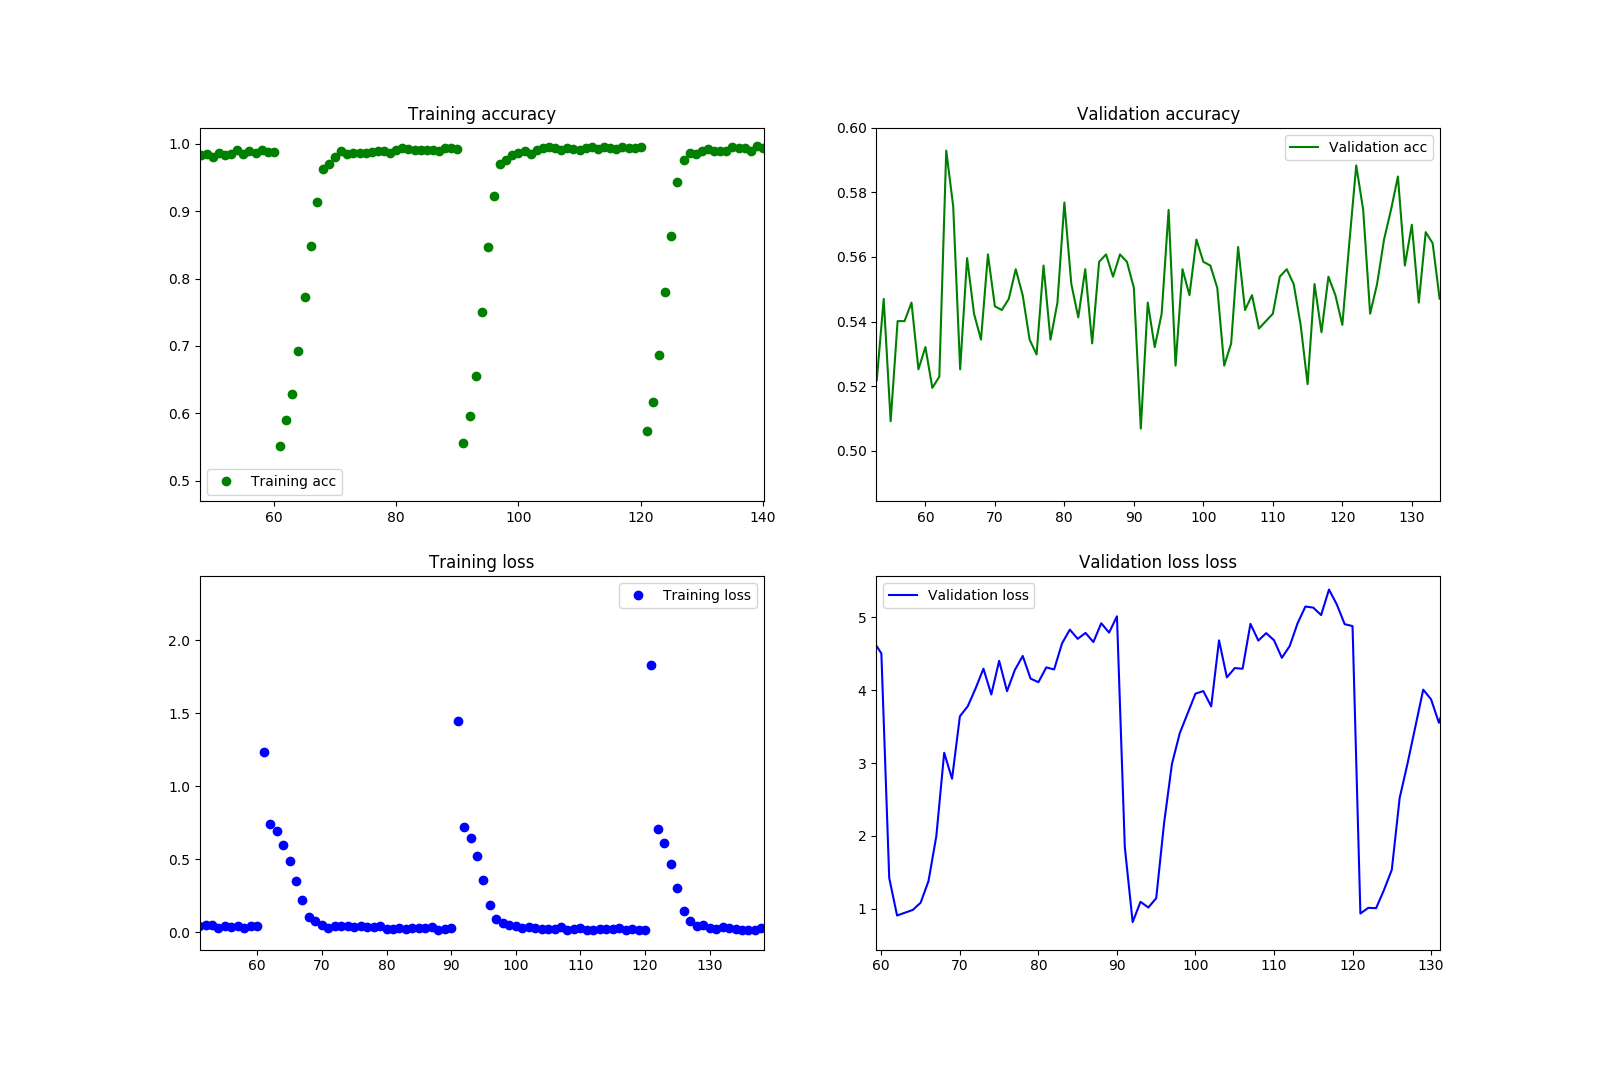 Training accuracy
1.0
0.9
0.8
0.7
0.6
0.5
Training acc
60 80 100 120 140
Validation accuracy
0.60
0.58
0.56
0.54
0.52
0.50
Validation acc
60 70 80 90 100 110 120 130
Training loss
2.0
1.5
1.0
0.5
0.0
Training loss
60 70 80 90 100 110 120 130
Validation loss loss
5
4
3
2
1
Validation loss
60 70 80 90 100 110 120 130